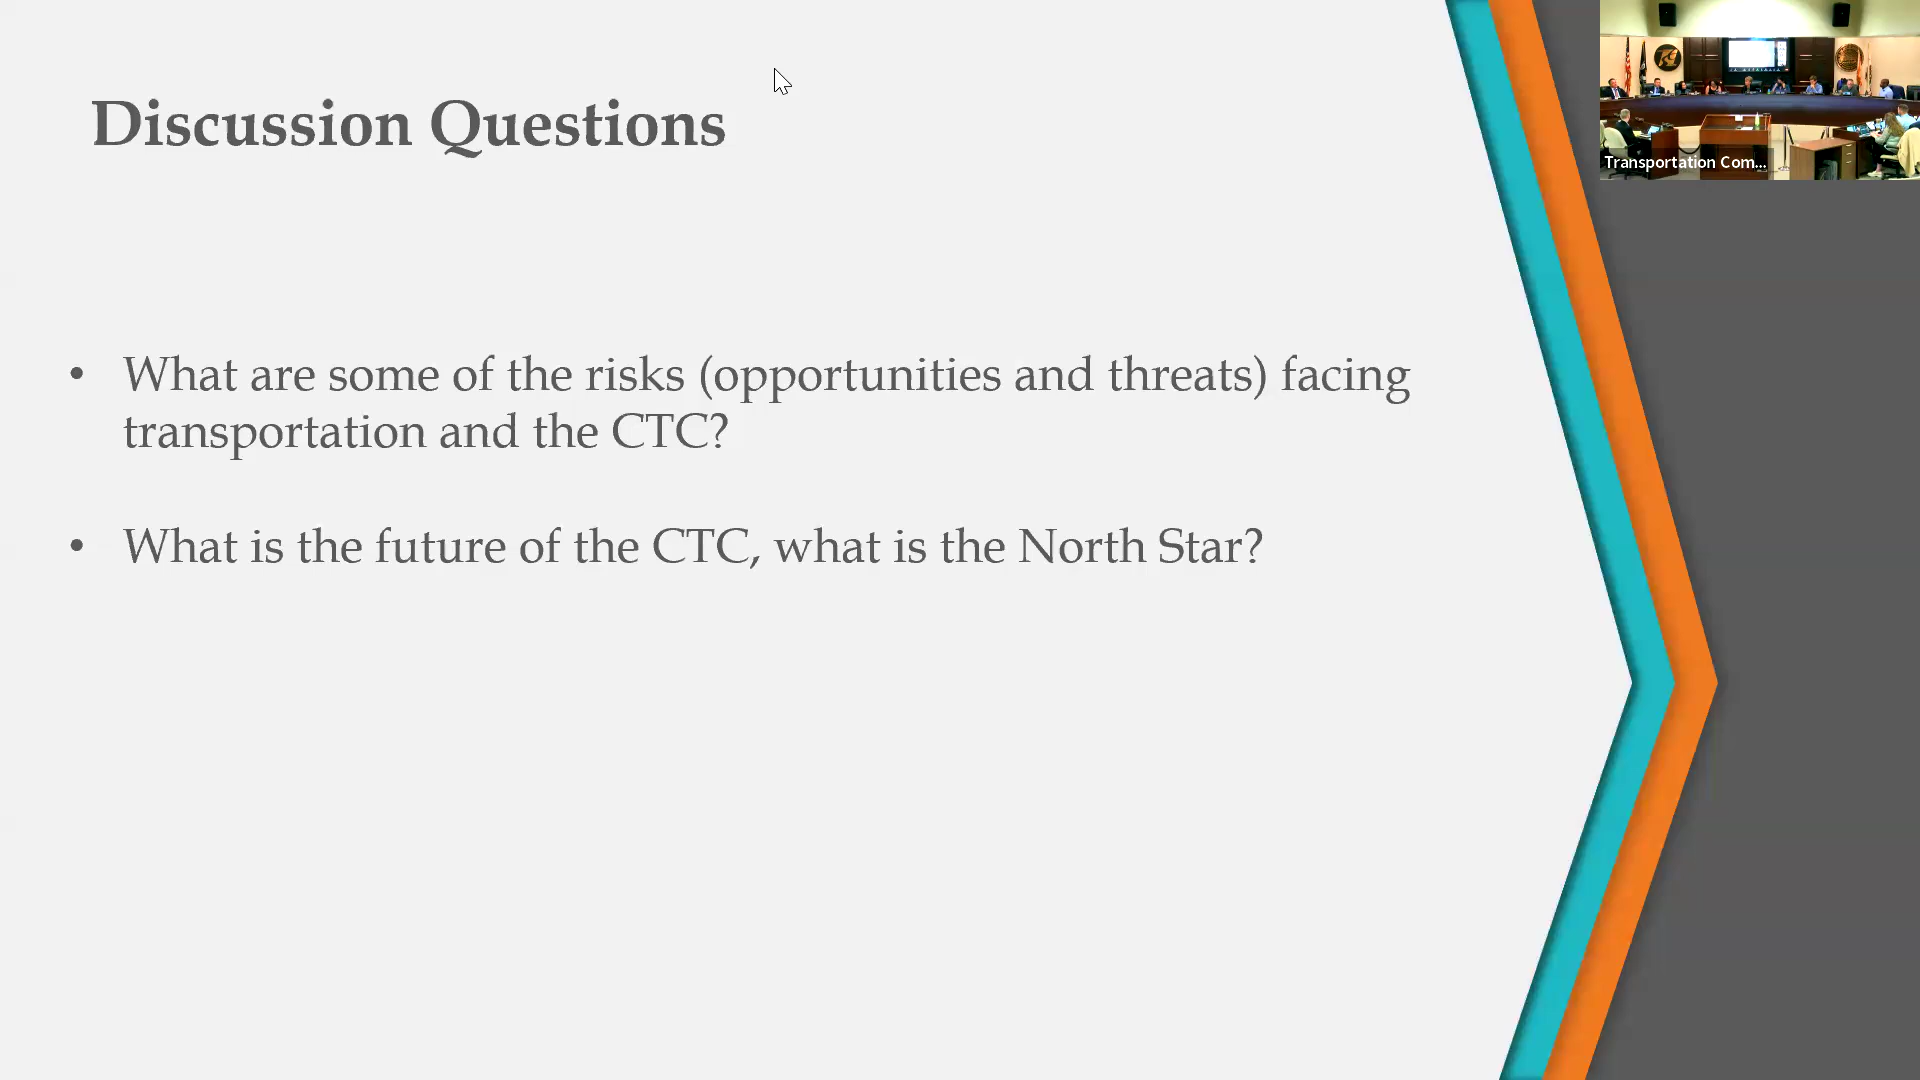 Discussion Questions
• What are some of the risks (opportunities and threats) facing
transportation and the CTC?
• What is the future of the CTC, what is the North Star?
Transportation Com...